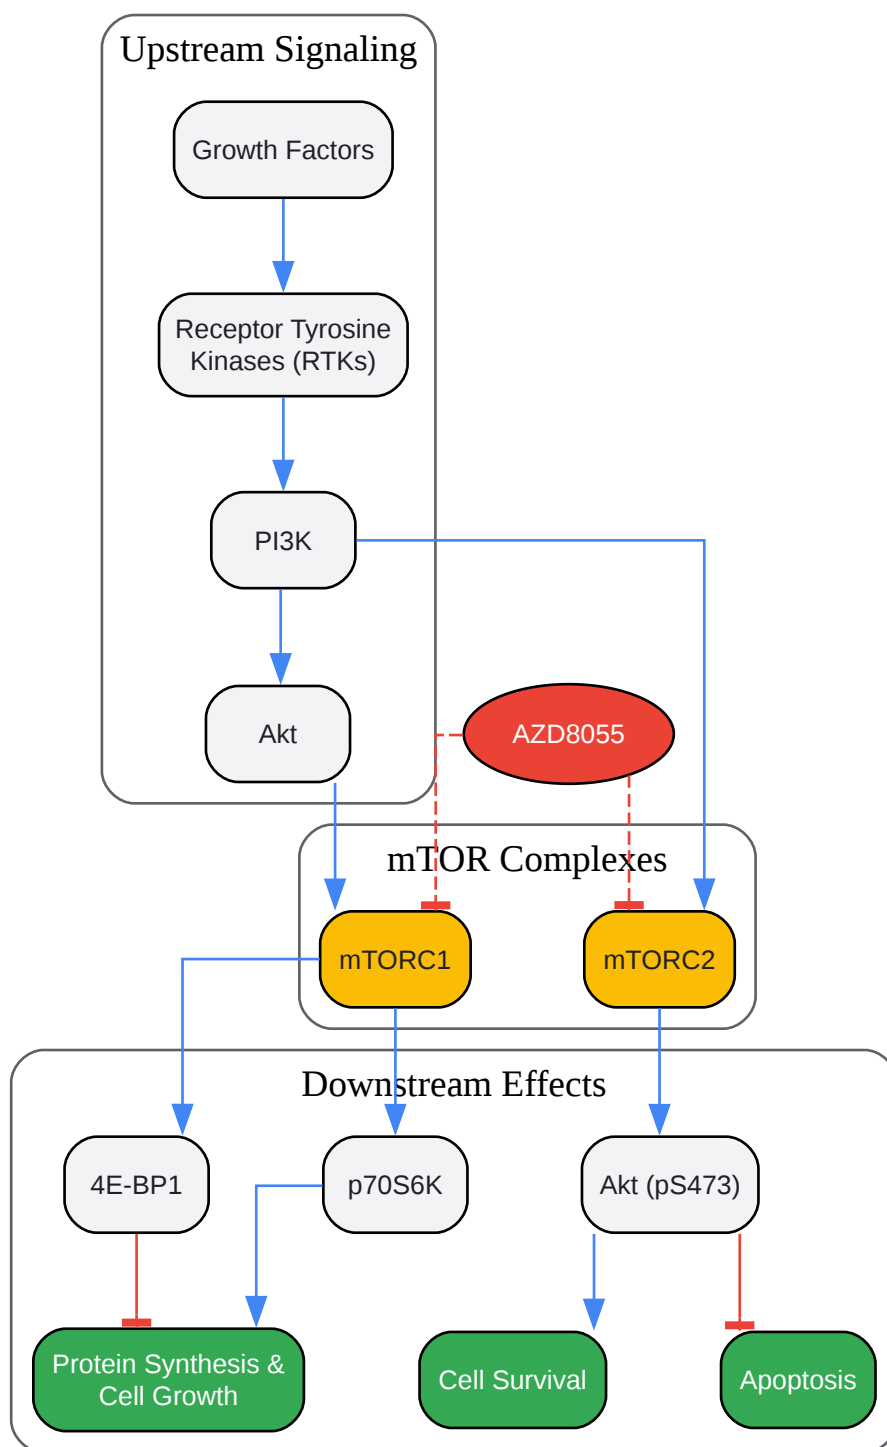 Upstream Signaling
Growth Factors
Receptor Tyrosine
Kinases (RTKs)
PI3K
Akt
AZD8055
mTOR Complexes
mTORC1
mTORC2
Downstream Effects
4E-BP1
p70S6K
Akt (pS473)
Protein Synthesis &
Cell Growth
Cell Survival
Apoptosis